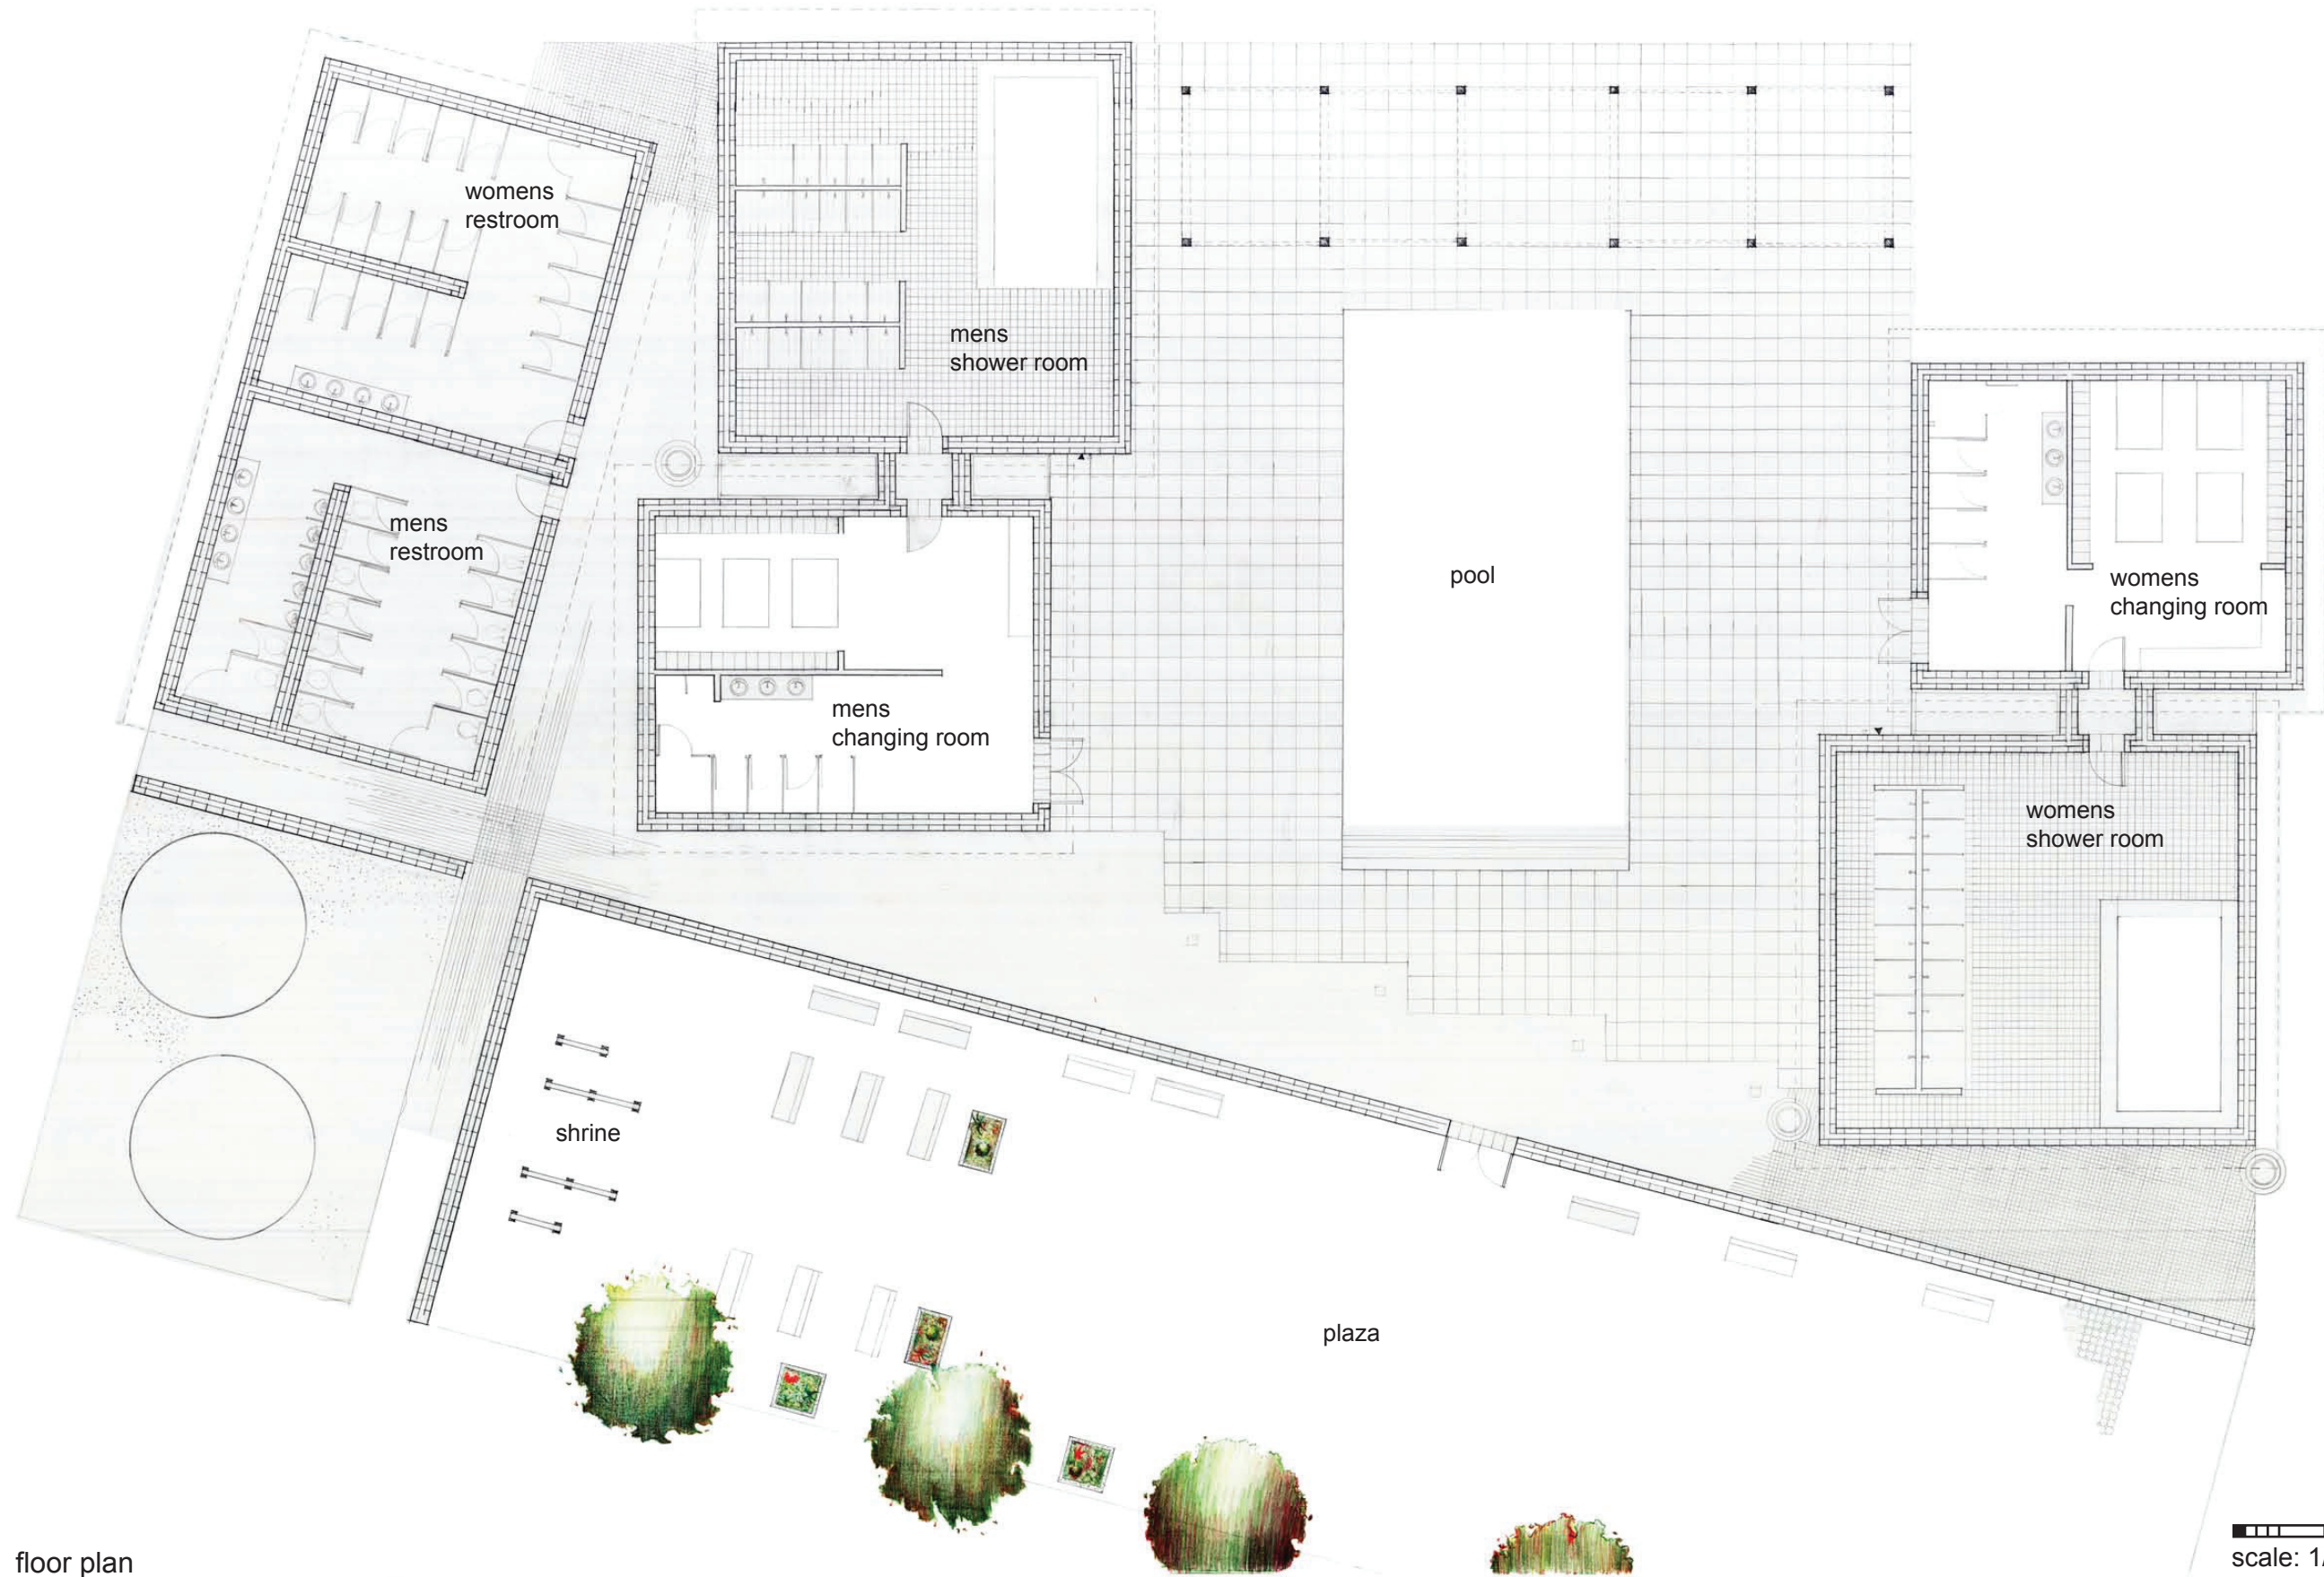 womens
restroom
mens
shower room
mens
restroom
pool
womens
changing room
mens
changing room
womens
shower room
shrine
plaza
floor plan
scale: 1/